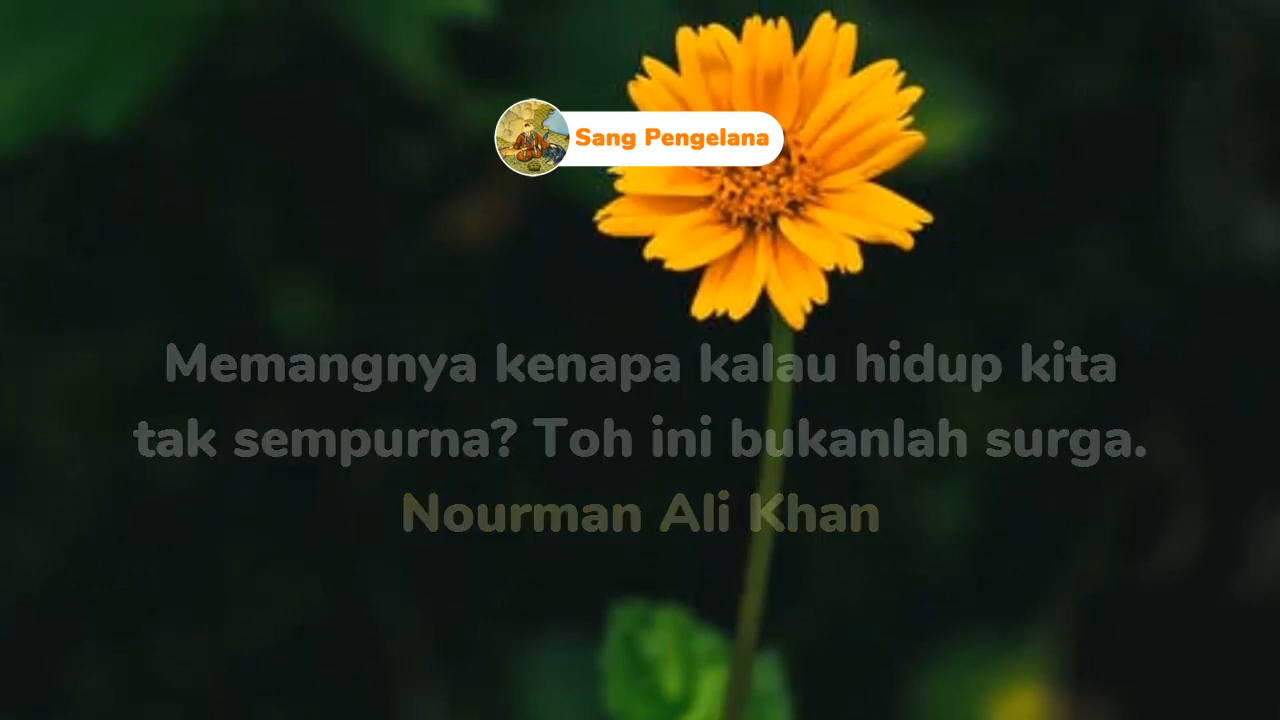 Sang Pengelana
Memangnya kenapa kalau hidup kita
tak sempurna? Toh ini bukanlah surga.
Nourman Ali Khan